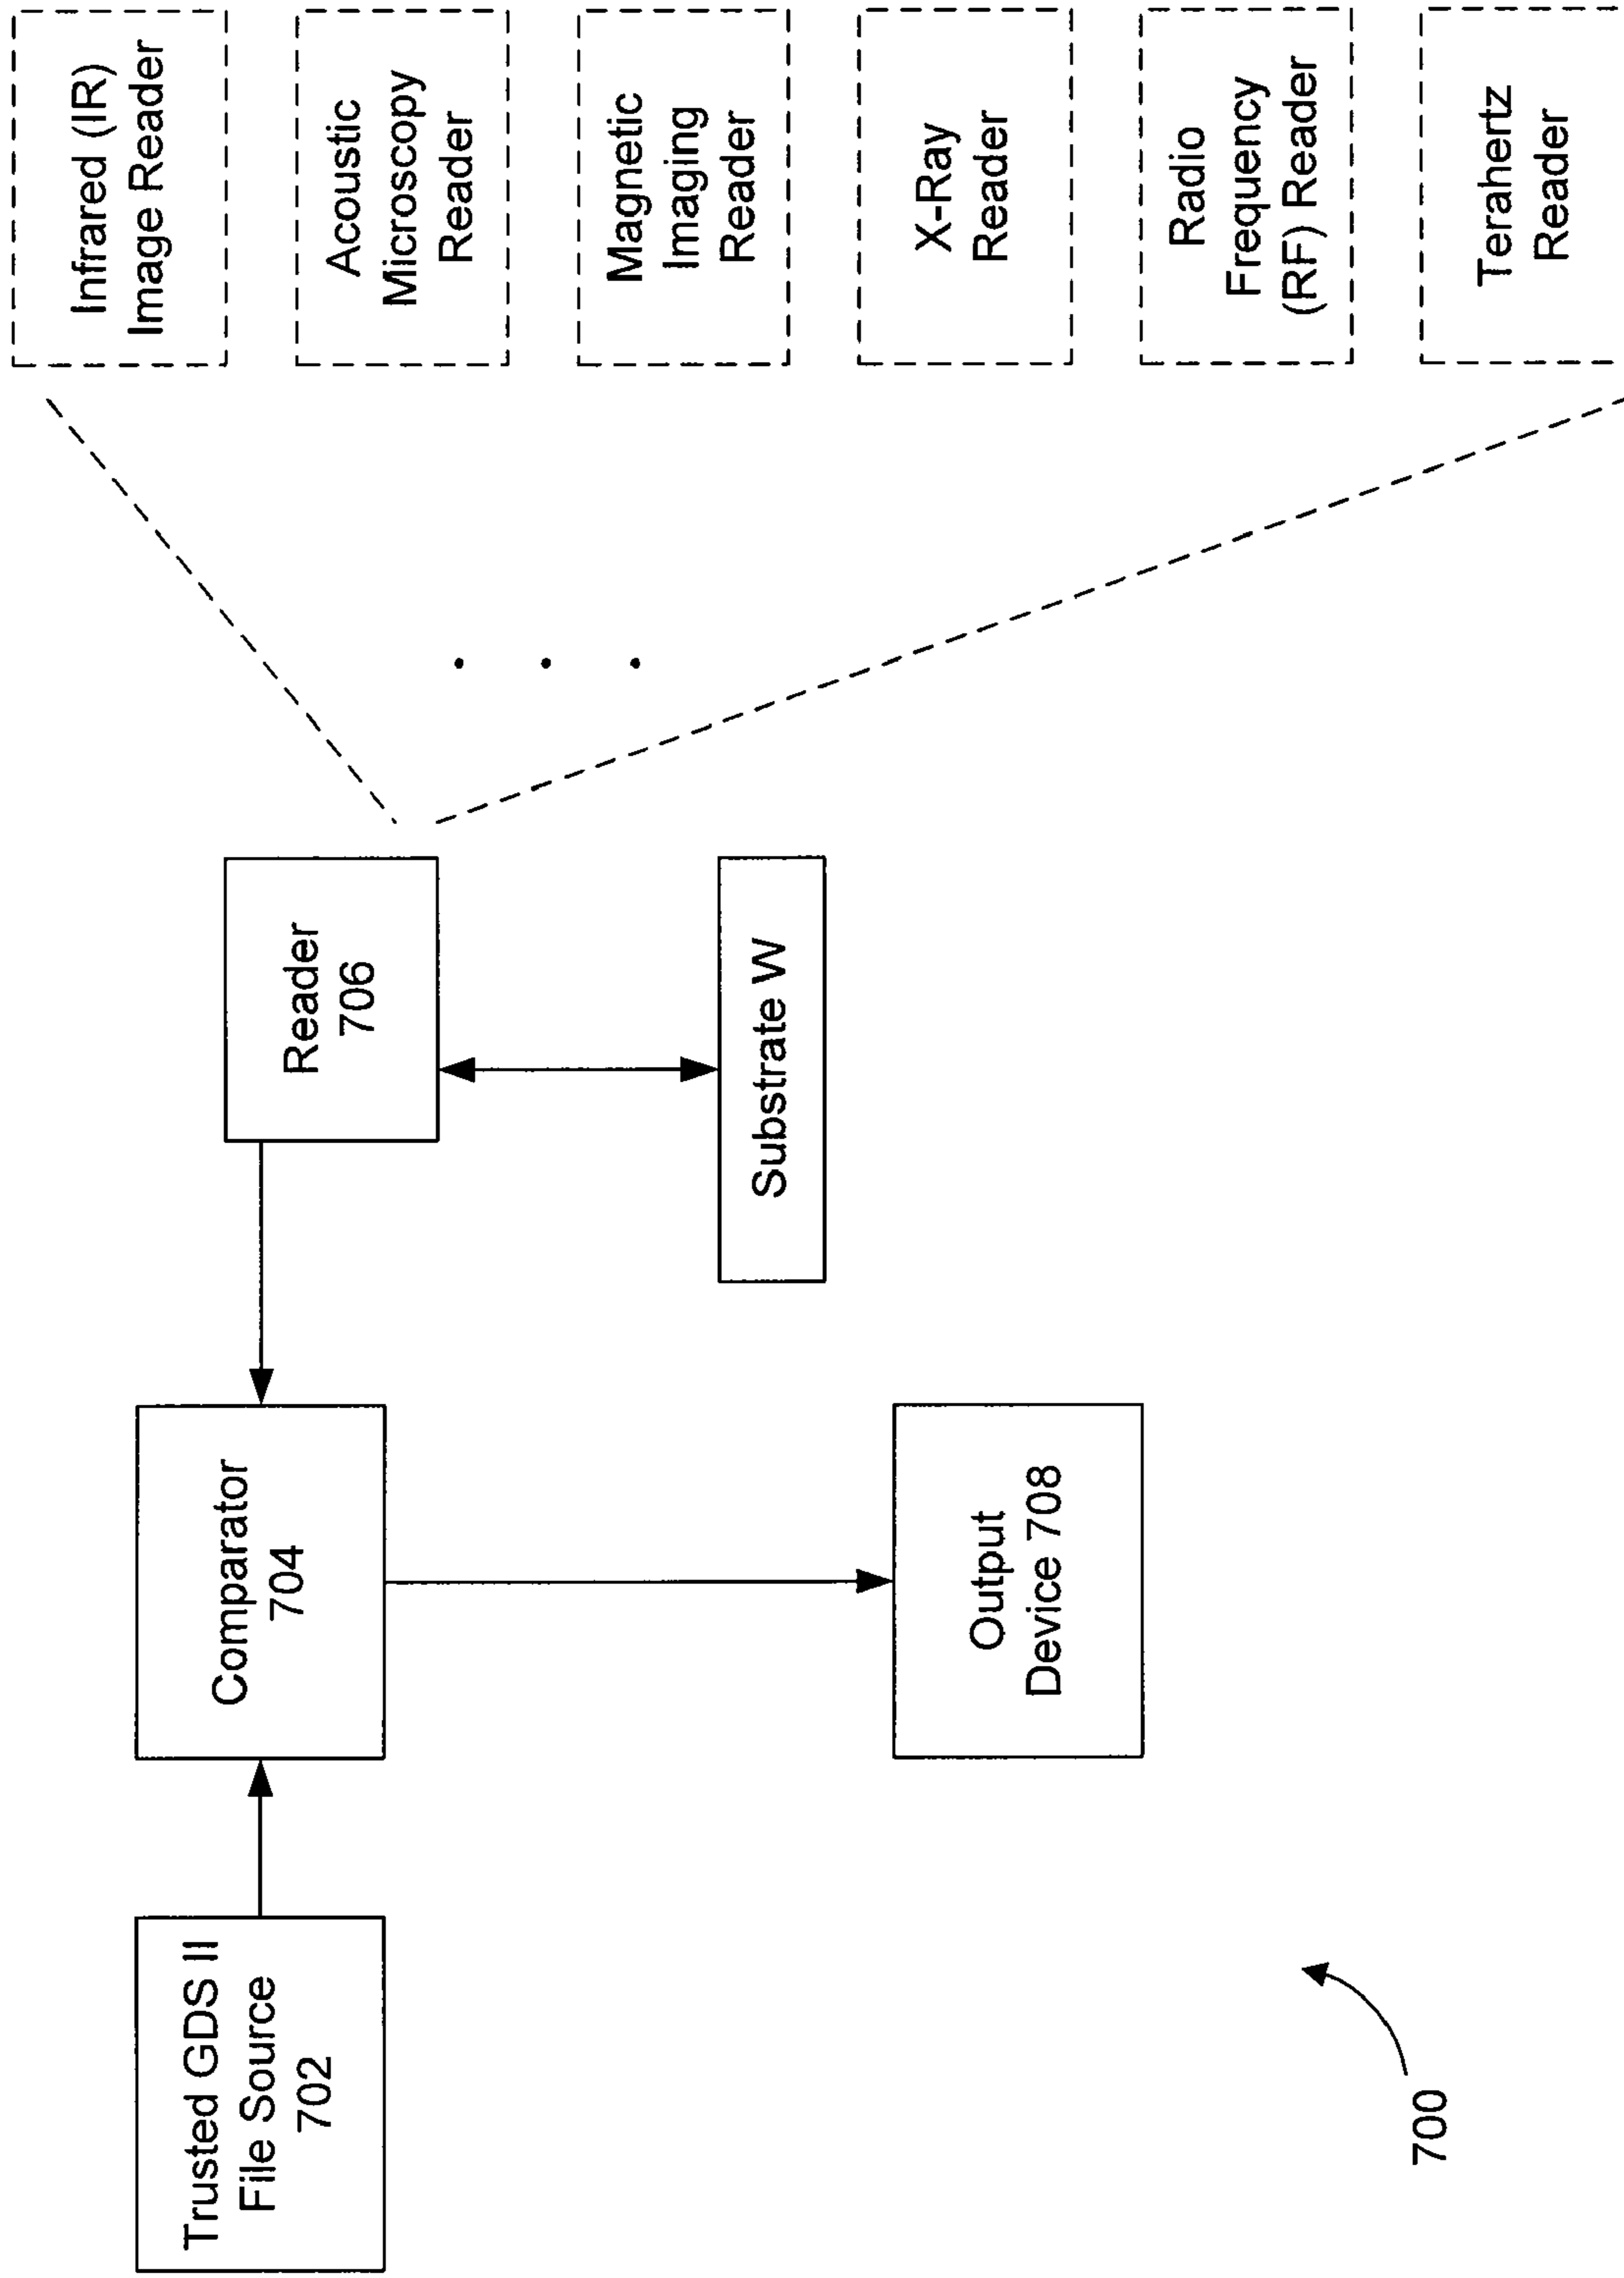 Trusted GDS II
File Source
702
Comparator
704
Reader
706
Substrate W
Output
Device 708
700
Infrared (IR)
Image Reader
Acoustic
Microscopy
Reader
Magnetic
Imaging
Reader
X-Ray
Reader
Radio
Frequency
(RF) Reader
Terahertz
Reader